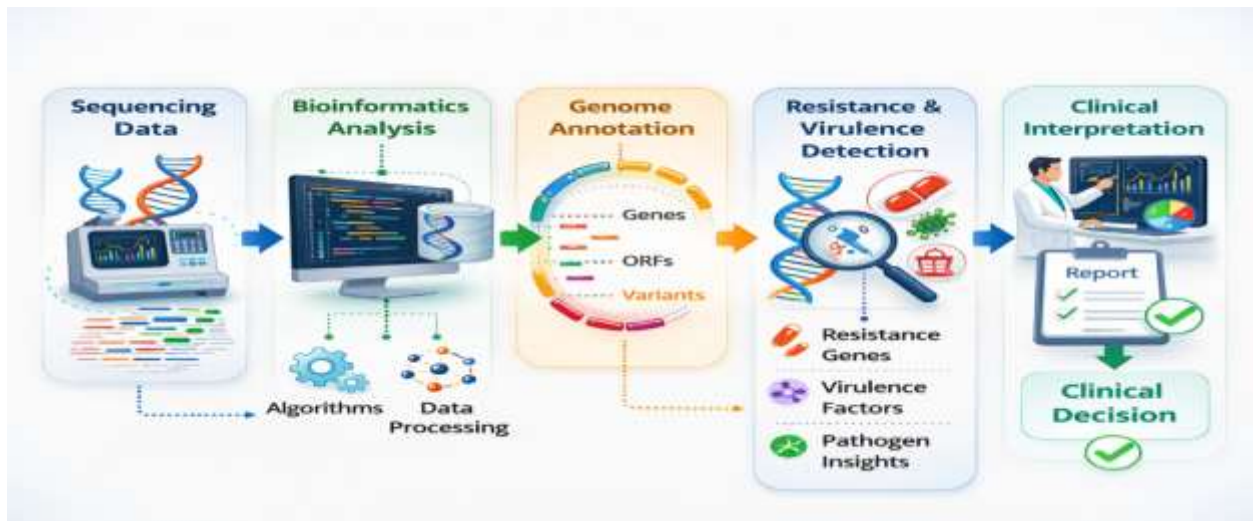 Sequencing
Data
Bioinformatics
Analysis
Algorithms
Data
Processing
Genome
Annotation
Genes
ORFs
Variants
Resistance &
Virulence
Detection
Resistance
Genes
Virulence
Factors
Pathogen
Insights
Clinical
Interpretation
Report
Clinical
Decision